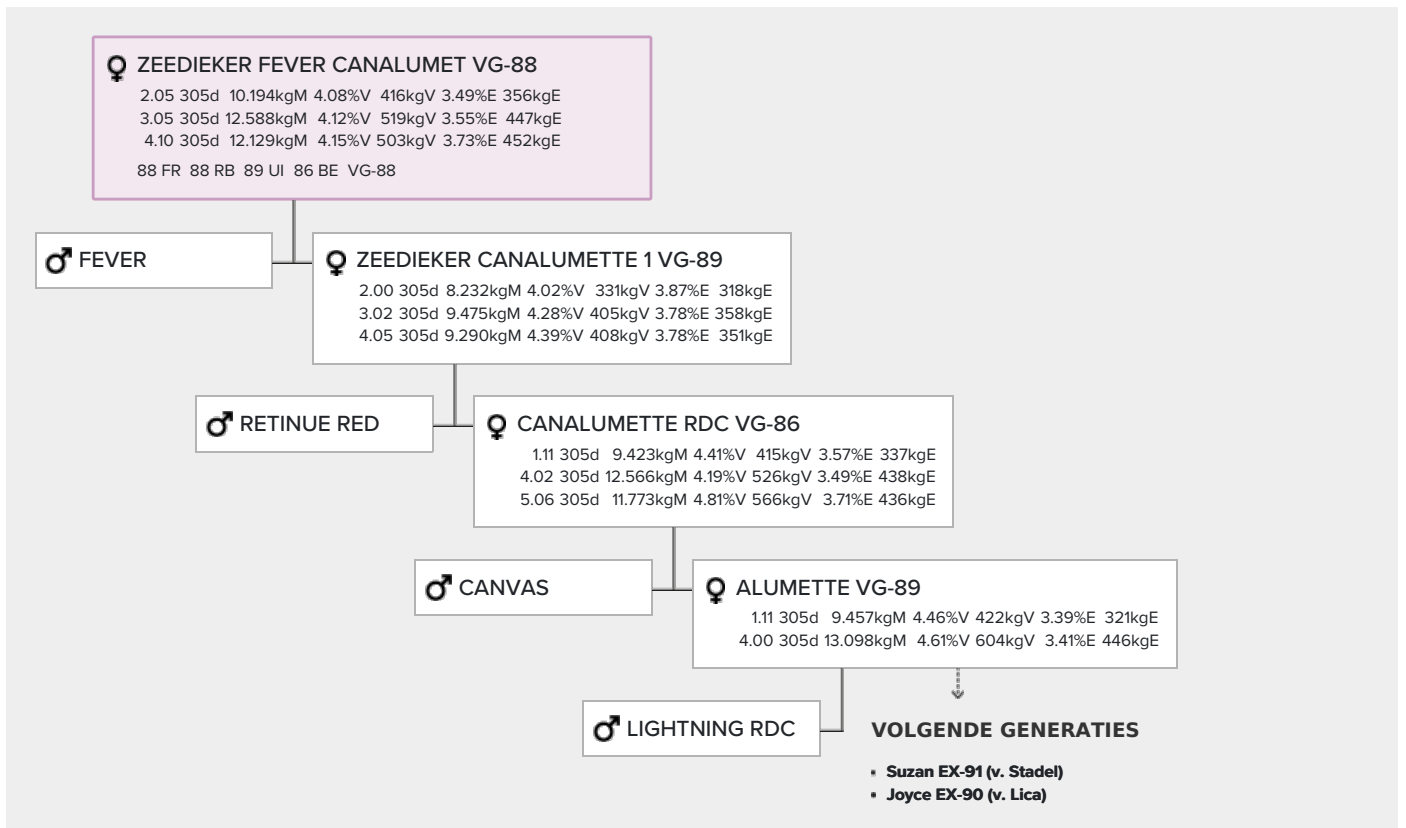 ZEEDIEKER FEVER CANALUMET VG-88
2.05 305d 10.194kgM 4.08%V 416kgV 3.49%E 356kgE
3.05 305d 12.588kgM 4.12%V 519kgV 3.55%E 447kgE
4.10 305d 12.129kgM 4.15%V 503kgV 3.73%E 452kgE
88 FR 88 RB 89 UI 86 BE VG-88
FEVER
ZEEDIEKER CANALUMETTE 1 VG-89
2.00 305d 8.232kgM 4.02%V 331kgV 3.87%E 318kgE
3.02 305d 9.475kgM 4.28%V 405kgV 3.78%E 358kgE
4.05 305d 9.290kgM 4.39%V 408kgV 3.78%E 351kgE
RETINUE RED
CANALUMETTE RDC VG-86
1.11 305d 9.423kgM 4.41%V 415kgV 3.57%E 337kgE
4.02 305d 12.566kgM 4.19%V 526kgV 3.49%E 438kgE
5.06 305d 11.773kgM 4.81%V 566kgV 3.71%E 436kgE
CANVAS
ALUMETTE VG-89
1.11 305d 9.457kgM 4.46%V 422kgV 3.39%E 321kgE
4.00 305d 13.098kgM 4.61%V 604kgV 3.41%E 446kgE
LIGHTNING RDC
VOLGENDE GENERATIES
▪ Suzan EX-91 (v. Stadel)
▪ Joyce EX-90 (v. Lica)